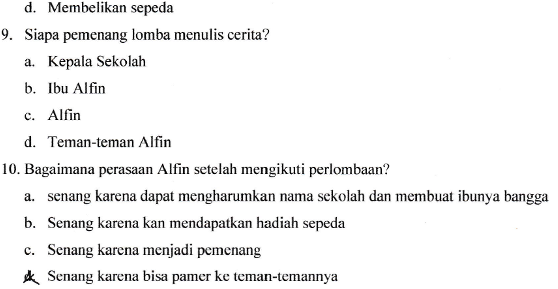 d. Membelikan sepeda
9. Siapa pemenang lomba menulis cerita?
a. Kepala Sekolah
b. Ibu Alfin
c. Alfin
d. Teman-teman Alfin
10. Bagaimana perasaan Alfin setelah mengikuti perlombaan?
a. senang karena dapat mengharumkan nama sekolah dan membuat ibunya bangga
b. Senang karena kan mendapatkan hadiah sepeda
c. Senang karena menjadi pemenang
d. Senang karena bisa pamer ke teman-temannya